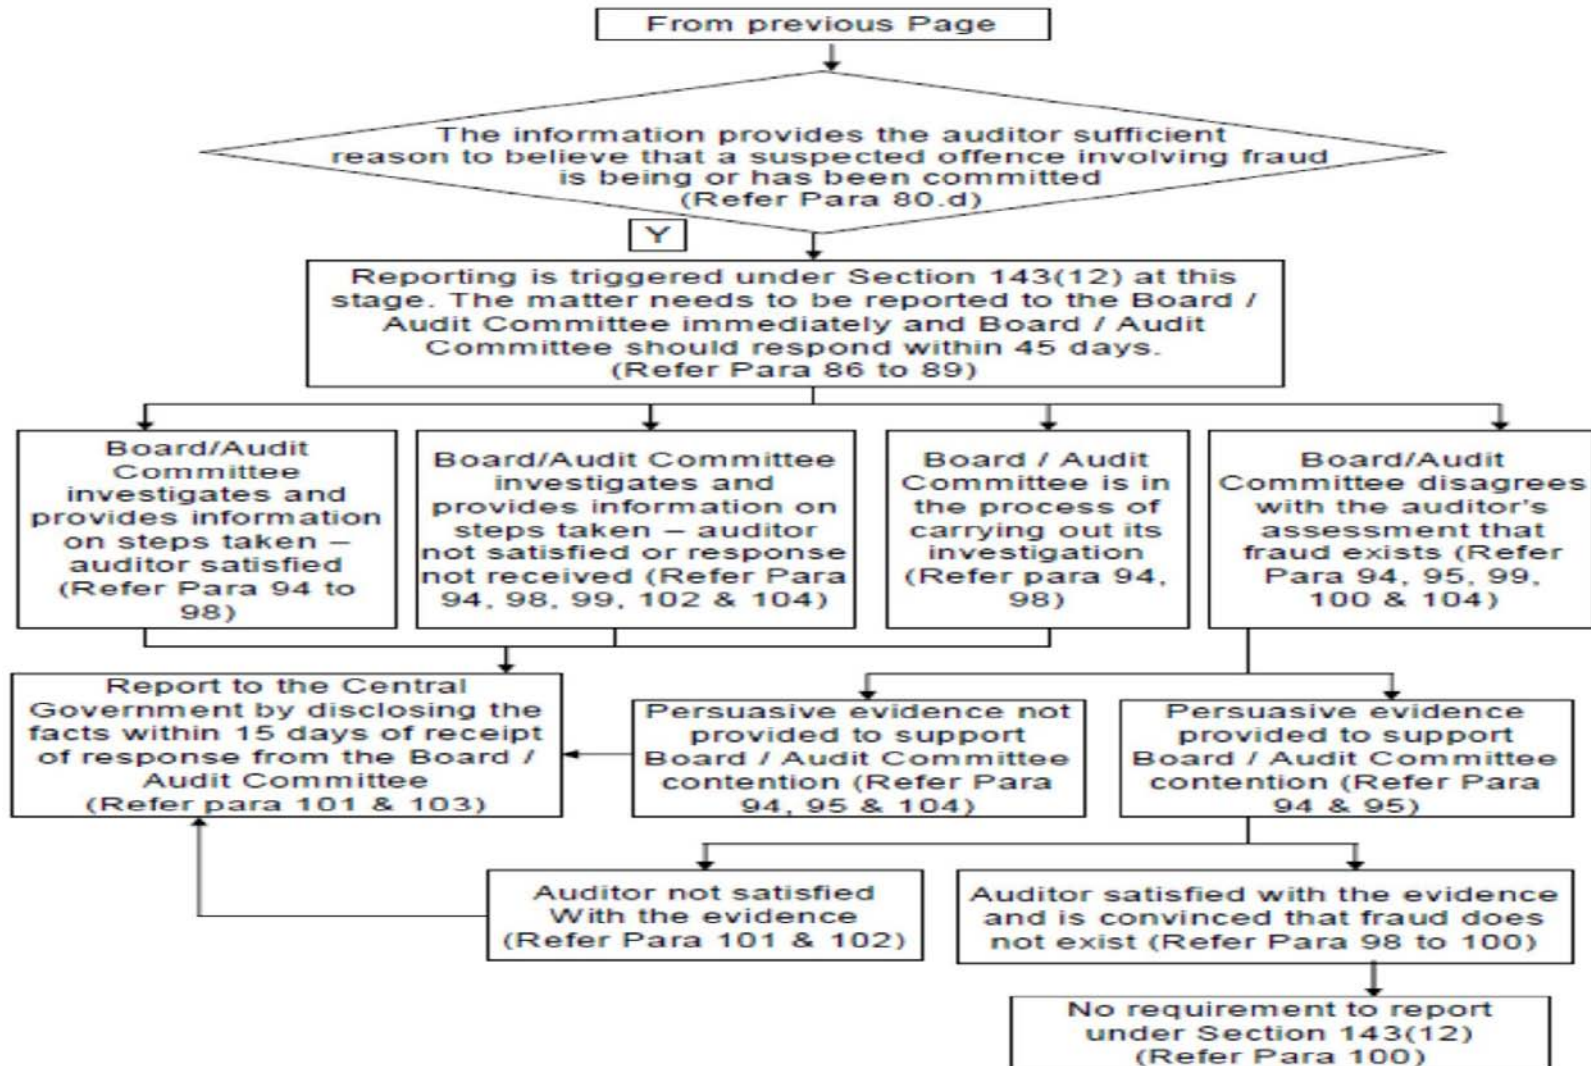 From previous Page
The information provides the auditor sufficient
reason to believe that a suspected offence involving fraud
is being or has been committed
(Refer Para 80.d)
Y
Reporting is triggered under Section 143(12) at this
stage. The matter needs to be reported to the Board /
Audit Committee immediately and Board / Audit
Committee should respond within 45 days.
(Refer Para 86 to 89)
Board/Audit
Committee
investigates and
provides information
on steps taken –
auditor satisfied
(Refer Para 94 to
98)
Board/Audit Committee
investigates and
provides information on
steps taken – auditor
not satisfied or response
not received (Refer Para
94, 98, 99, 102 & 104)
Board / Audit
Committee is in
the process of
carrying out its
investigation
(Refer para 94,
98)
Board/Audit
Committee disagrees
with the auditor's
assessment that
fraud exists (Refer
Para 94, 95, 99,
100 & 104)
Report to the Central
Government by disclosing the
facts within 15 days of receipt
of response from the Board /
Audit Committee
(Refer para 101 & 103)
Persuasive evidence not
provided to support
Board / Audit Committee
contention (Refer Para
94, 95 & 104)
Persuasive evidence
provided to support
Board / Audit Committee
contention (Refer Para
94 & 95)
Auditor not satisfied
With the evidence
(Refer Para 101 & 102)
Auditor satisfied with the evidence
and is convinced that fraud does
not exist (Refer Para 98 to 100)
No requirement to report
under Section 143(12)
(Refer Para 100)